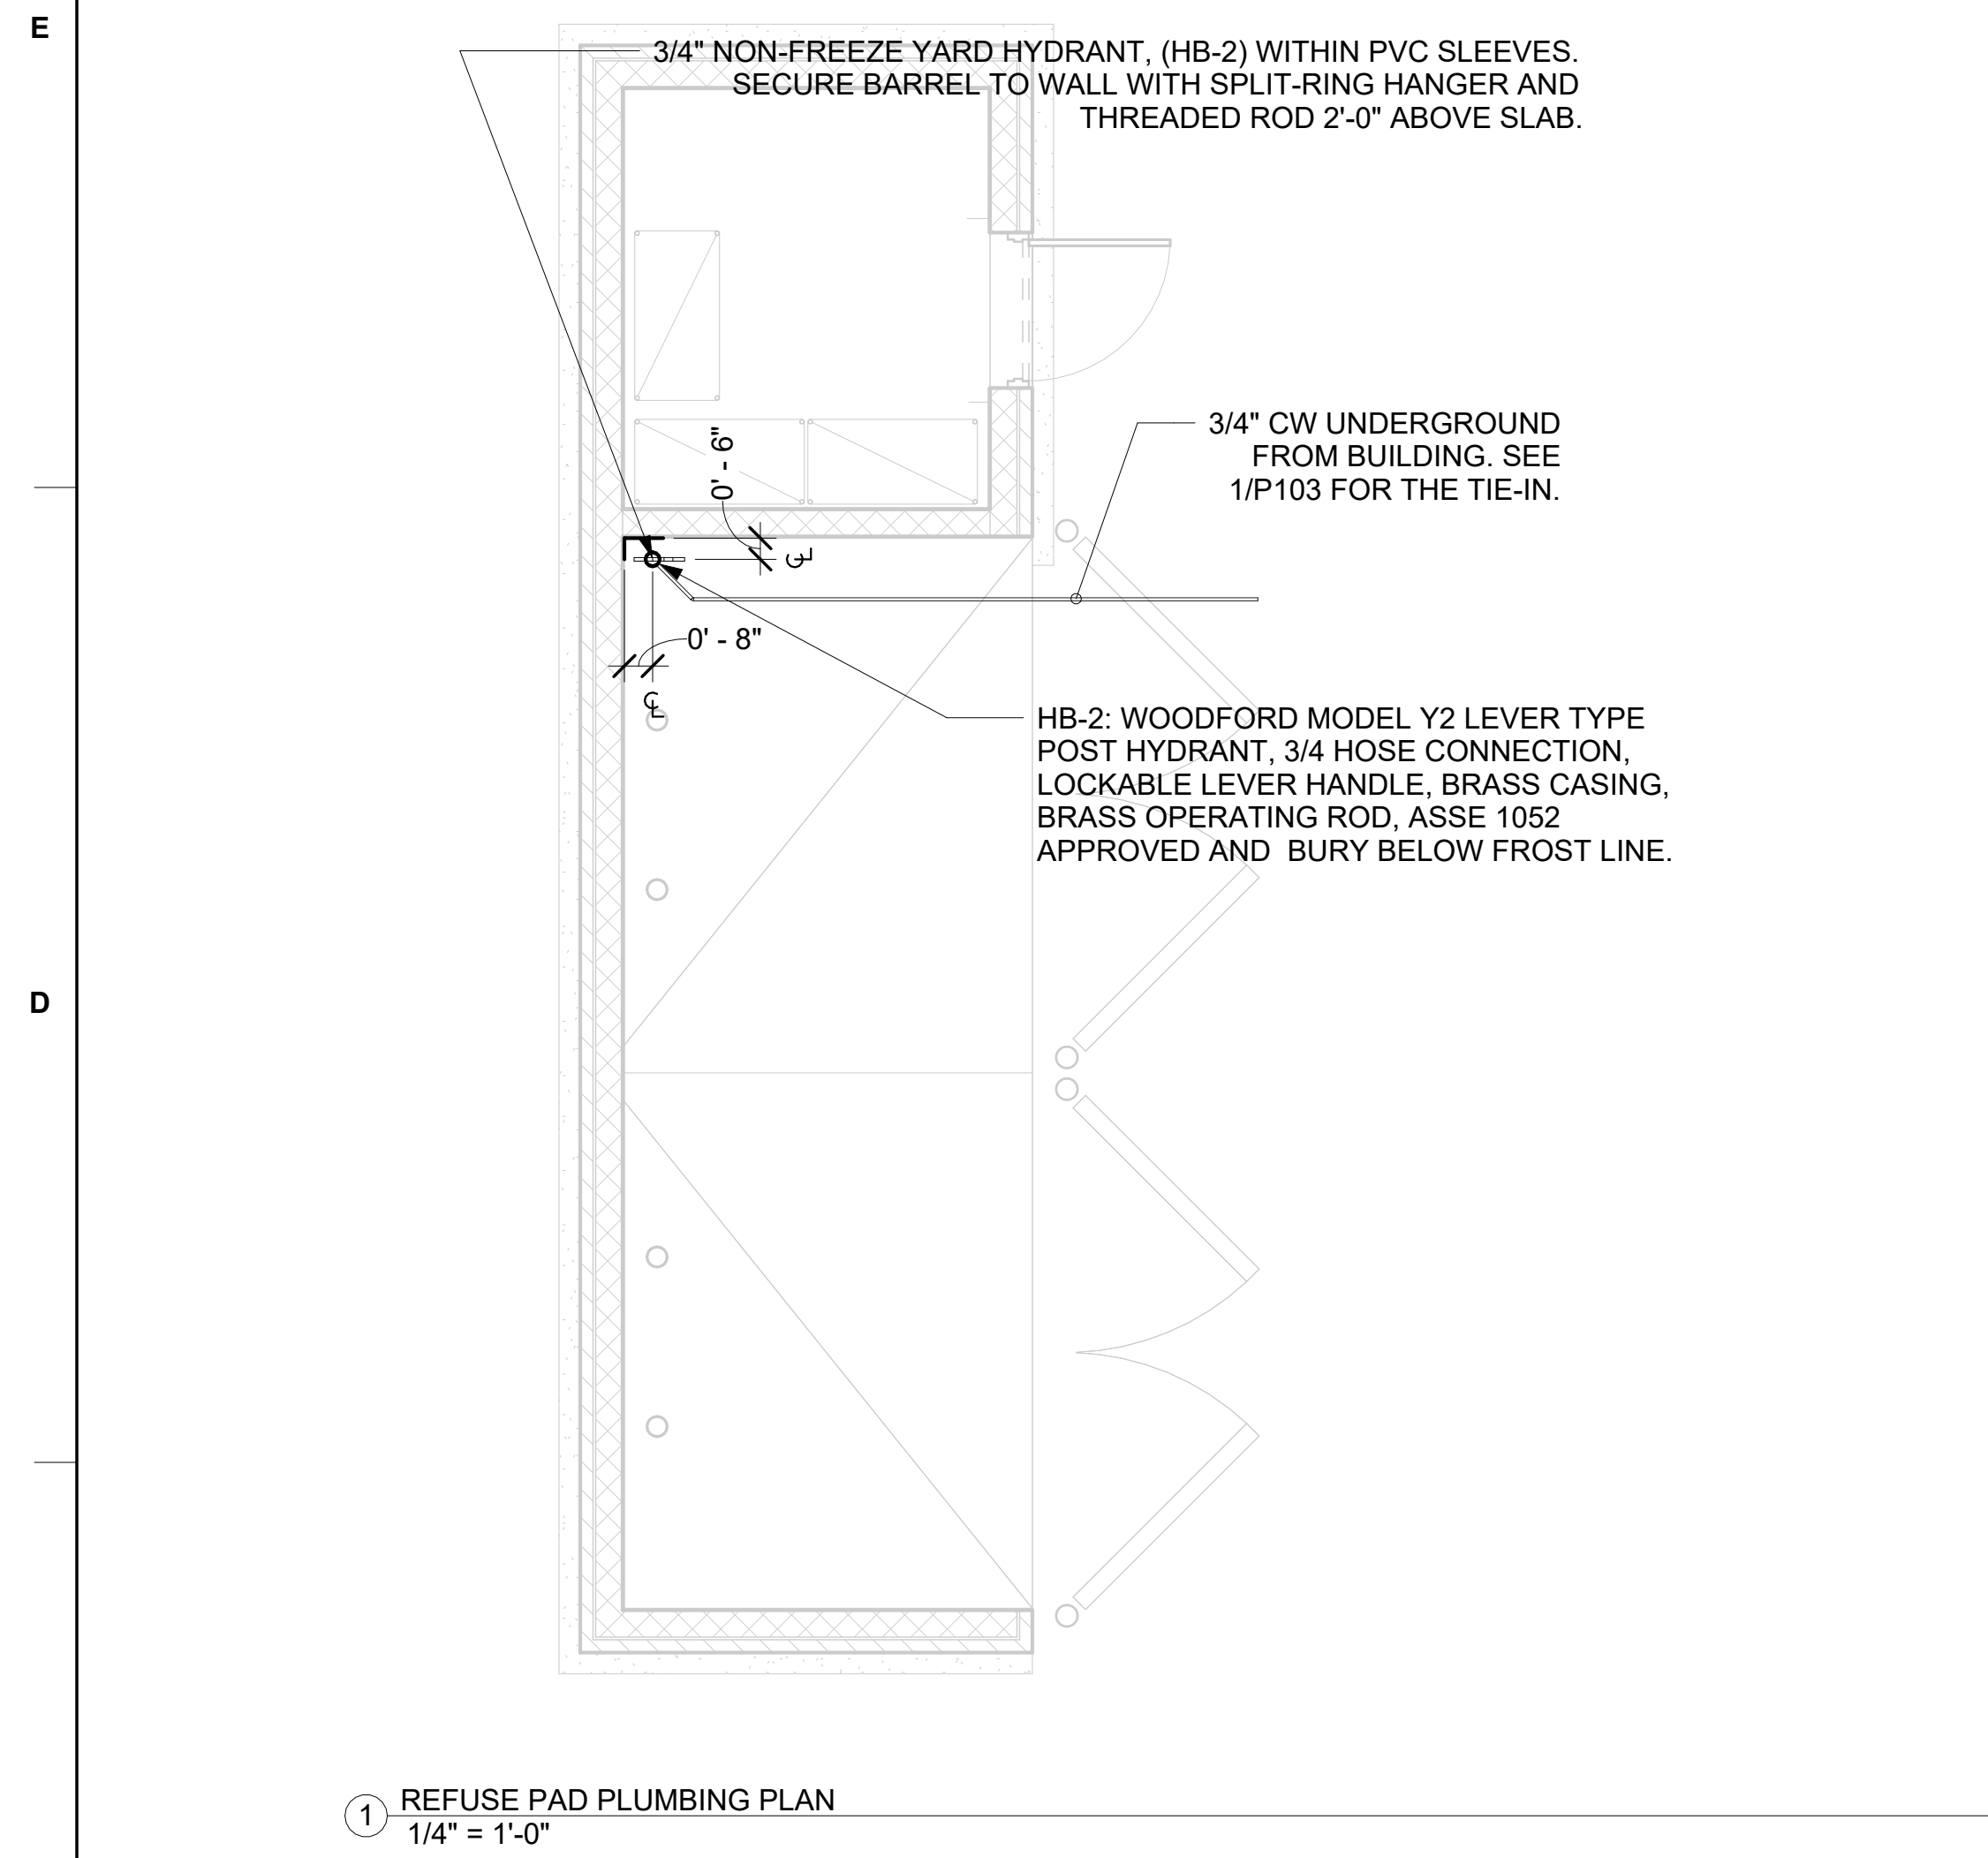 E
3/4" NON-FREEZE YARD HYDRANT, (HB-2) WITHIN PVC SLEEVES.
SECURE BARREL TO WALL WITH SPLIT-RING HANGER AND
THREADED ROD 2'-0" ABOVE SLAB.
3/4" CW UNDERGROUND
FROM BUILDING. SEE
1/P103 FOR THE TIE-IN.
0' - 6"
℄
0' - 8"
℄
HB-2: WOODFORD MODEL Y2 LEVER TYPE
POST HYDRANT, 3/4 HOSE CONNECTION,
LOCKABLE LEVER HANDLE, BRASS CASING,
BRASS OPERATING ROD, ASSE 1052
APPROVED AND  BURY BELOW FROST LINE.
D
1
REFUSE PAD PLUMBING PLAN
1/4" = 1'-0"